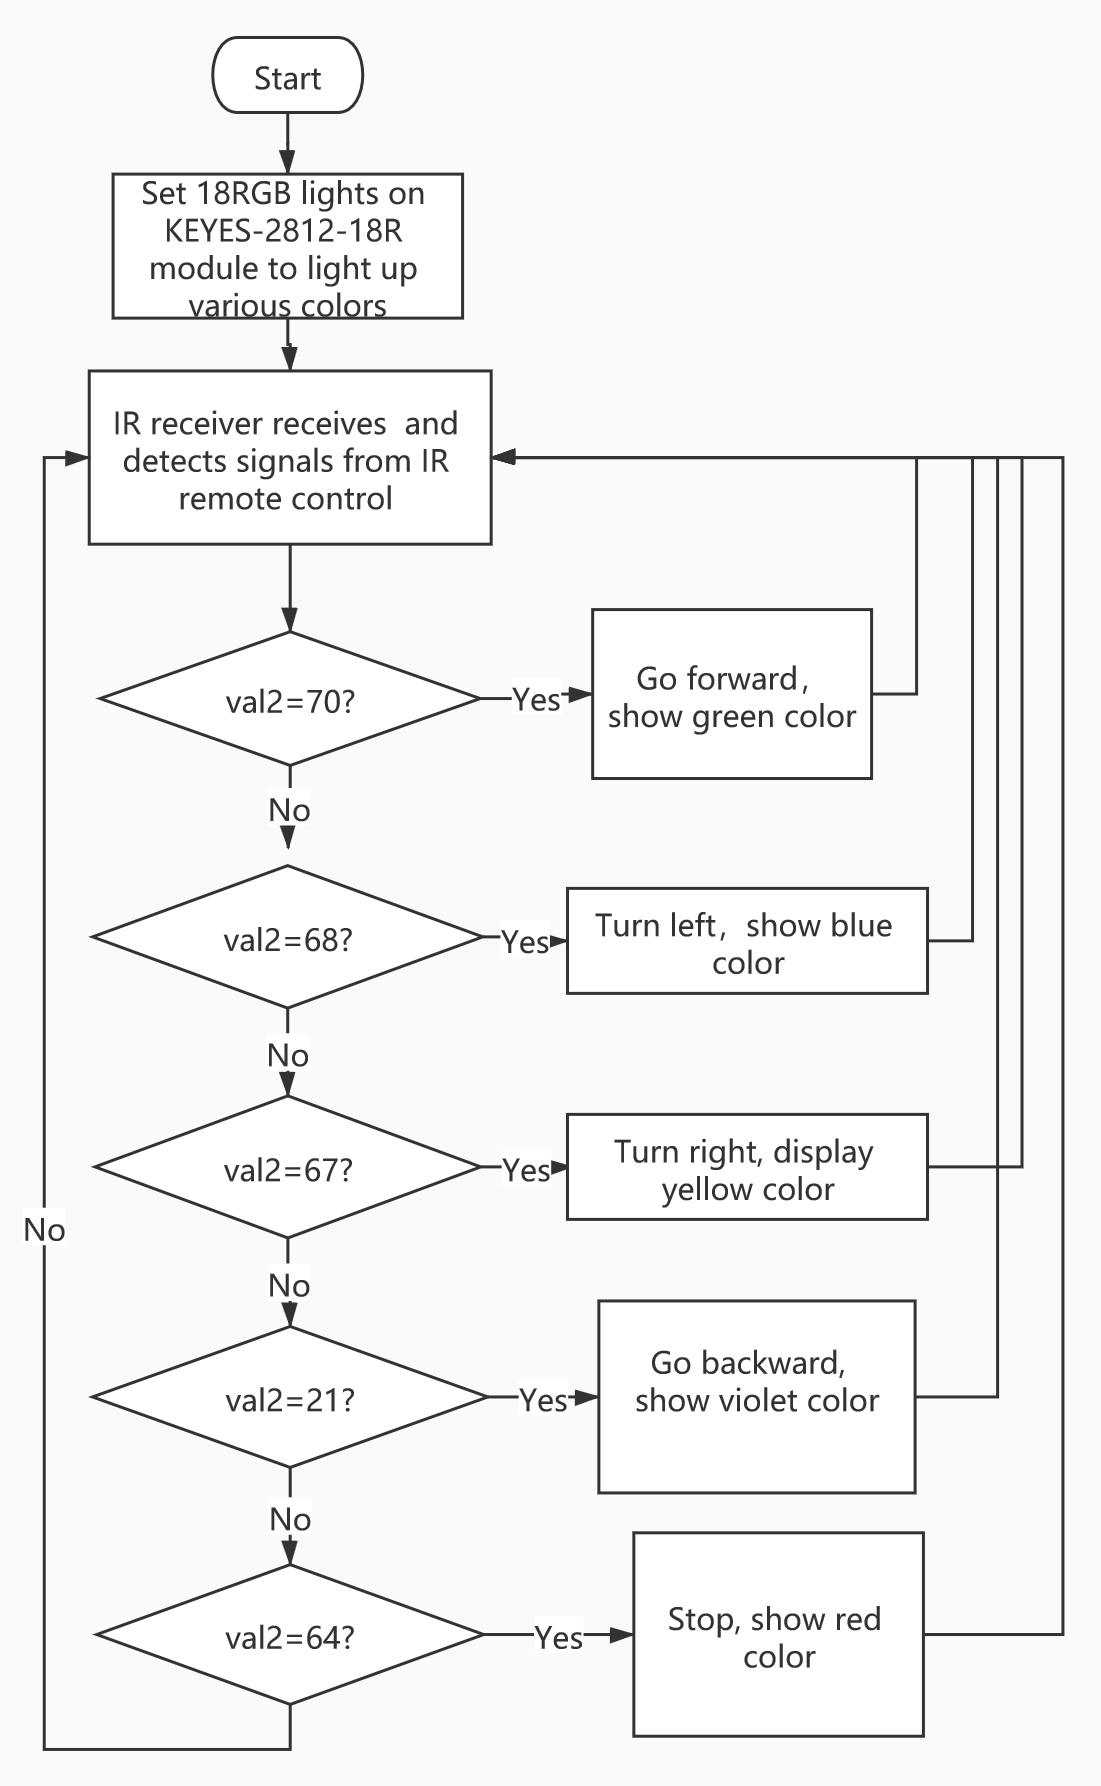 Start
Set 18RGB lights on
KEYES-2812-18R
module to light up
various colors
IR receiver receives  and
detects signals from IR
remote control
val2=70?
Yes
Go forward,
show green color
No
val2=68?
Yes
Turn left,  show blue
color
No
val2=67?
Yes
Turn right, display
yellow color
No
No
val2=21?
Yes
Go backward,
show violet color
No
val2=64?
Yes
Stop, show red
color